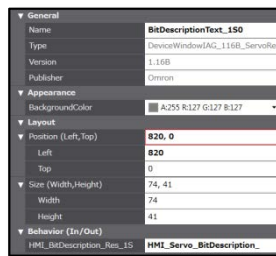 General
Name BitDescriptionText_1S0
Type DeviceWindowIAG_116B_ServoRe
Version 1.16B
Publisher Omron
Appearance
BackgroundColor A:255 R:127 G:127 B:127
Layout
Position (Left,Top) 820, 0
Left 820
Top 0
Size (Width,Height) 74, 41
Width 74
Height 41
Behavior (In/Out)
HMI_BitDescription_Res_1S HMI_Servo_BitDescription_